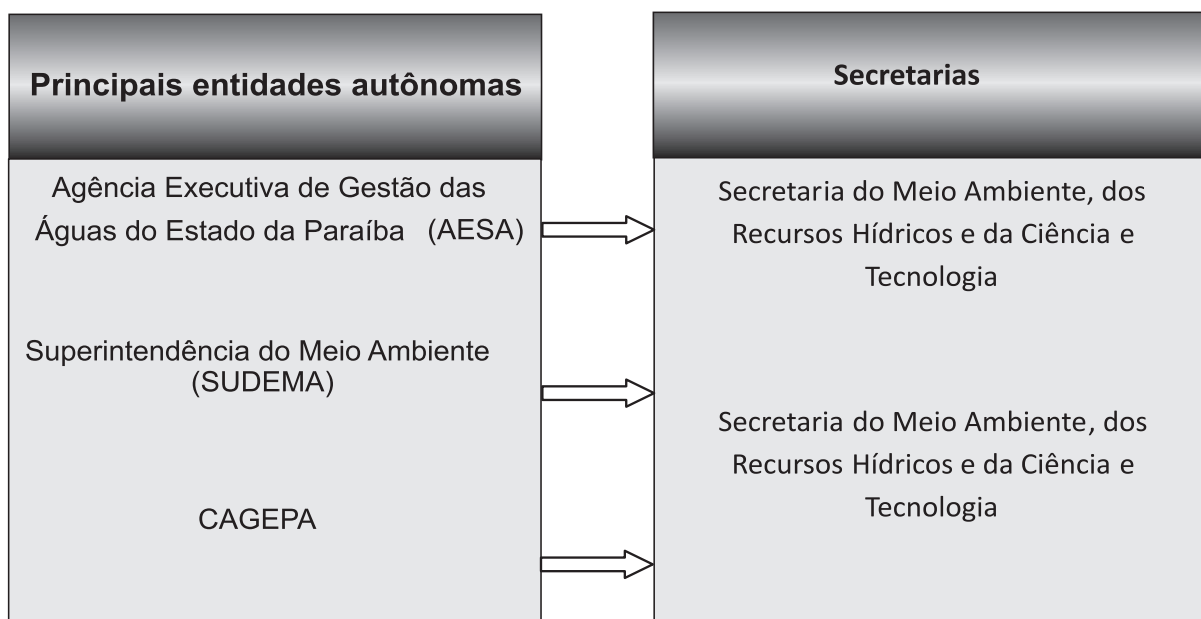 Principais entidades autônomas
Agência Executiva de Gestão das
Águas do Estado da Paraíba (AESA)
Superintendência do Meio Ambiente
(SUDEMA)
CAGEPA
Secretarias
Secretaria do Meio Ambiente, dos
Recursos Hídricos e da Ciência e
Tecnologia
Secretaria do Meio Ambiente, dos
Recursos Hídricos e da Ciência e
Tecnologia